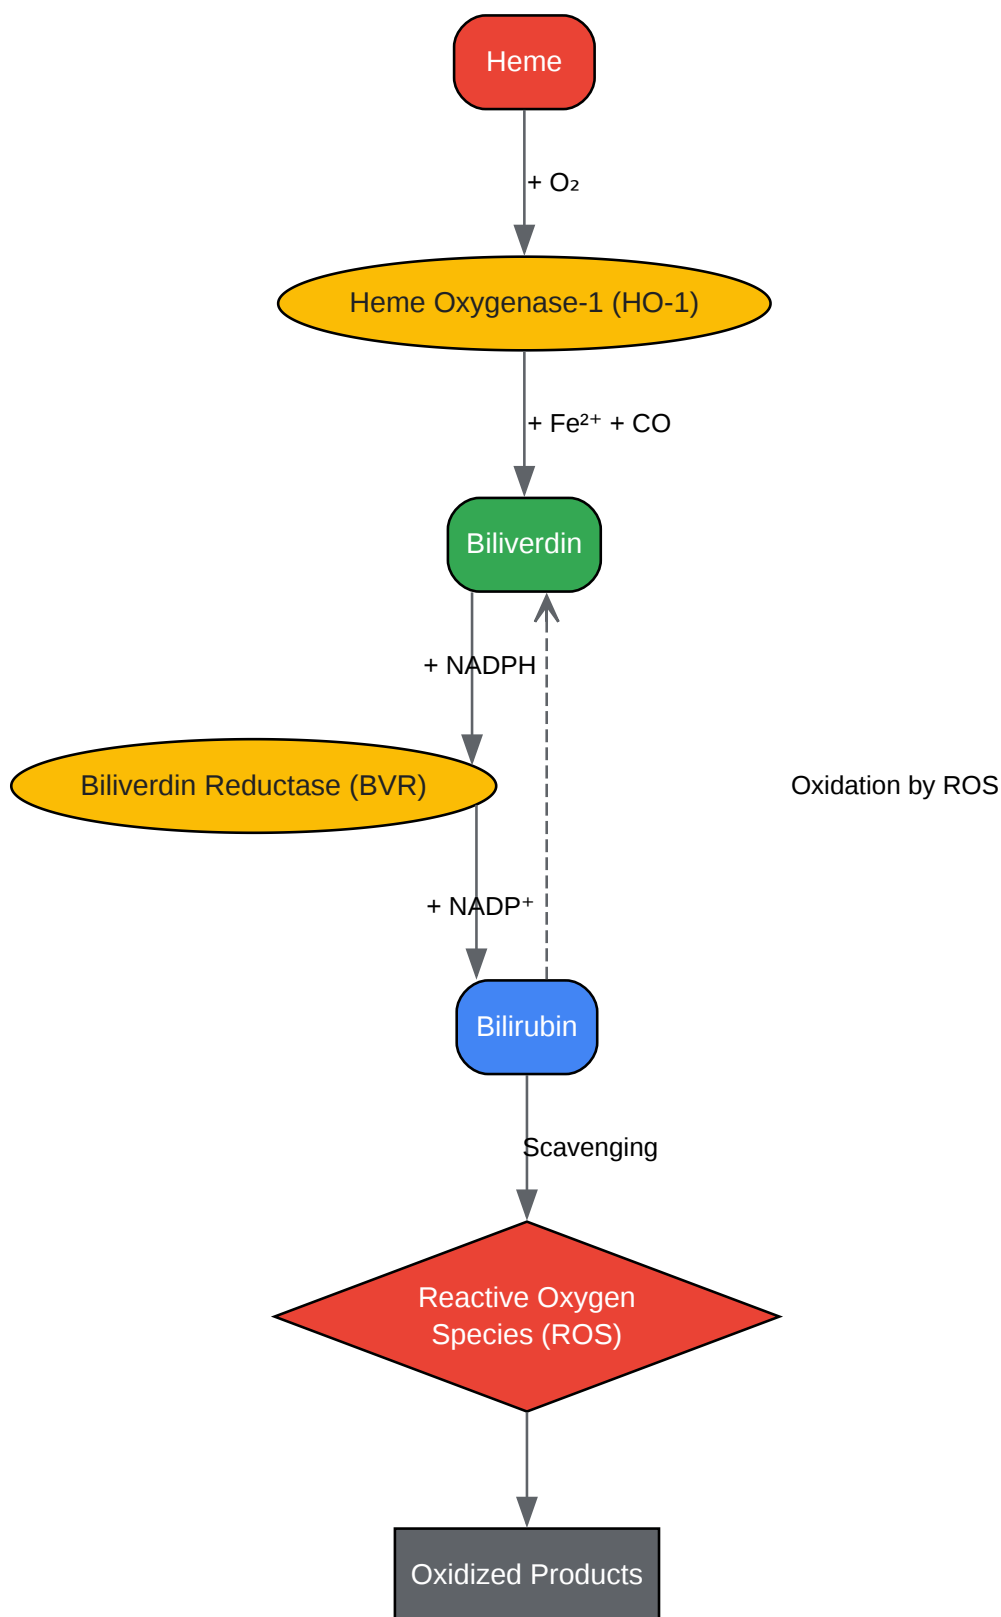 Heme
+ O₂
Heme Oxygenase-1 (HO-1)
+ Fe²⁺ + CO
Biliverdin
+ NADPH
Biliverdin Reductase (BVR)
Oxidation by ROS
+ NADP⁺
Bilirubin
Scavenging
Reactive Oxygen
Species (ROS)
Oxidized Products